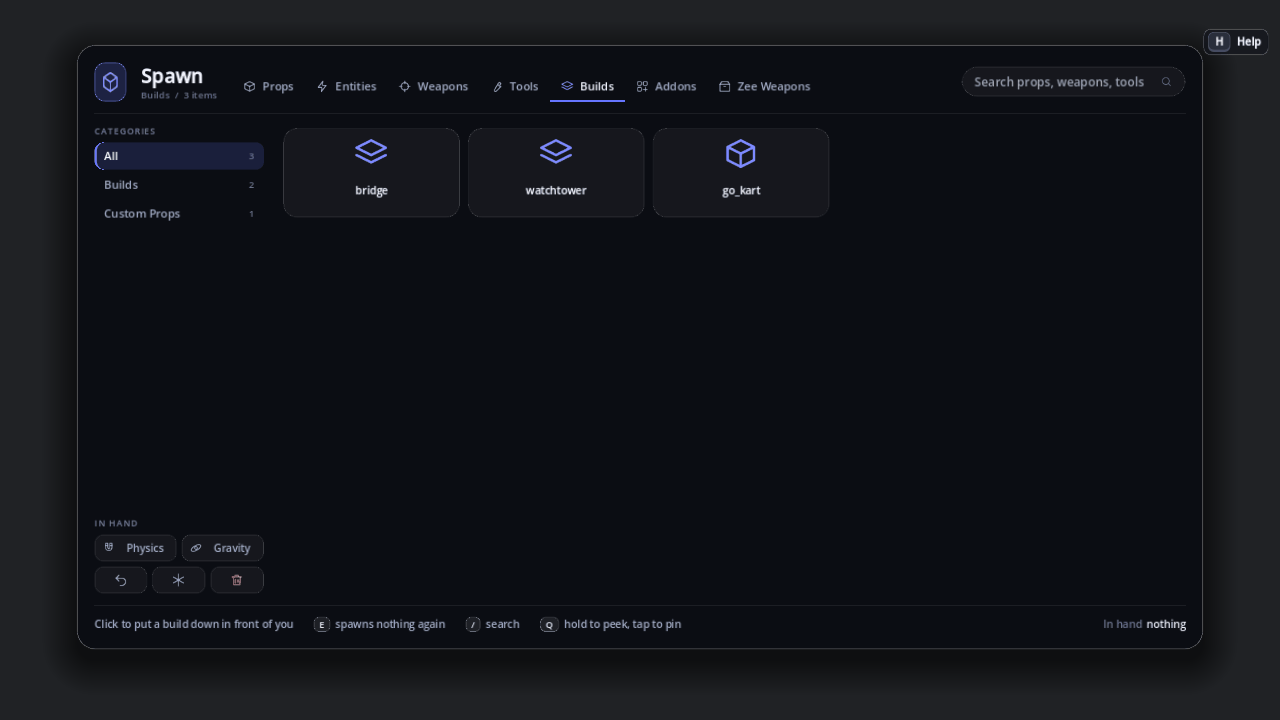 H Help
Spawn
Builds / 3 items
Props Entities Weapons Tools Builds Addons Zee Weapons
Search props, weapons, tools
CATEGORIES
All 3
Builds 2
Custom Props 1
bridge
watchtower
go_kart
IN HAND
Physics Gravity
Click to put a build down in front of you E spawns nothing again / search Q hold to peek, tap to pin In hand nothing